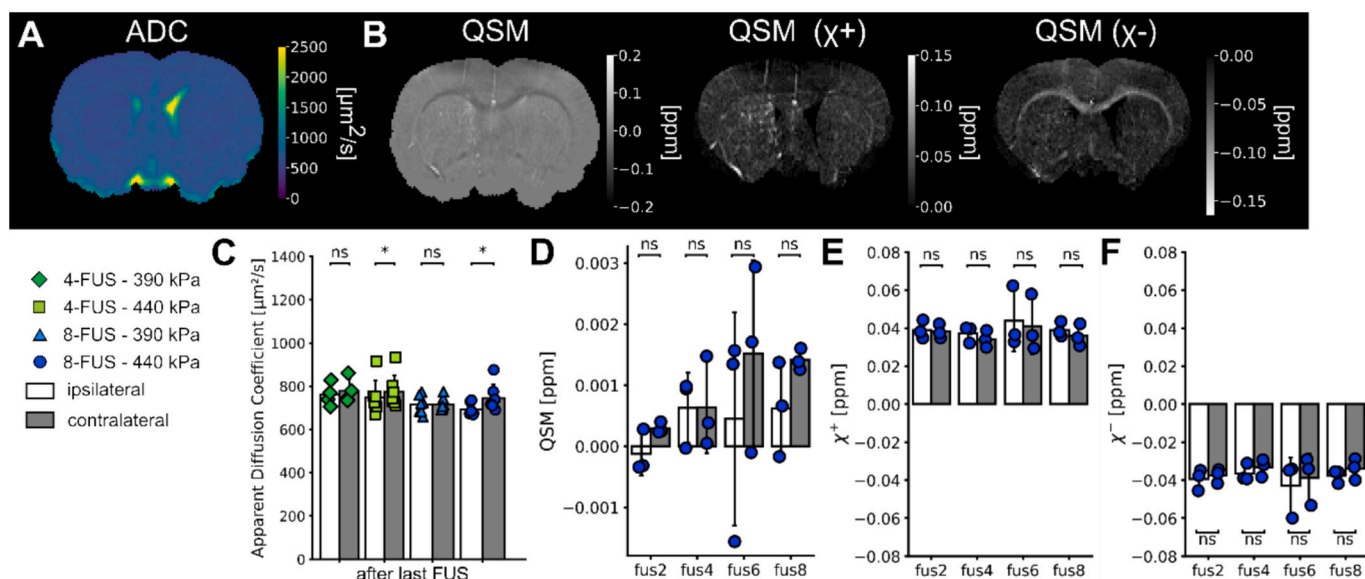 A ADC B QSM QSM (χ+) QSM (χ-)
2500
2000
1500
1000
500
0
[µm²/s]
0.2
0.1
0.0
−0.1
−0.2
[ppm]
0.15
0.10
0.05
0.00
[ppm]
−0.00
−0.05
−0.10
−0.15
[ppm]
4-FUS - 390 kPa
4-FUS - 440 kPa
8-FUS - 390 kPa
8-FUS - 440 kPa
ipsilateral
contralateral
C
ns * ns *
Apparent Diffusion Coefficient [µm²/s]
1400
1200
1000
800
600
400
200
0
after last FUS
D
ns ns ns ns
QSM [ppm]
0.003
0.002
0.001
0.000
−0.001
fus2 fus4 fus6 fus8
E
ns ns ns ns
χ⁺ [ppm]
0.08
0.06
0.04
0.02
0.00
−0.02
−0.04
−0.06
−0.08
fus2 fus4 fus6 fus8
F
χ⁻ [ppm]
0.08
0.06
0.04
0.02
0.00
−0.02
−0.04
−0.06
−0.08
ns ns ns ns
fus2 fus4 fus6 fus8